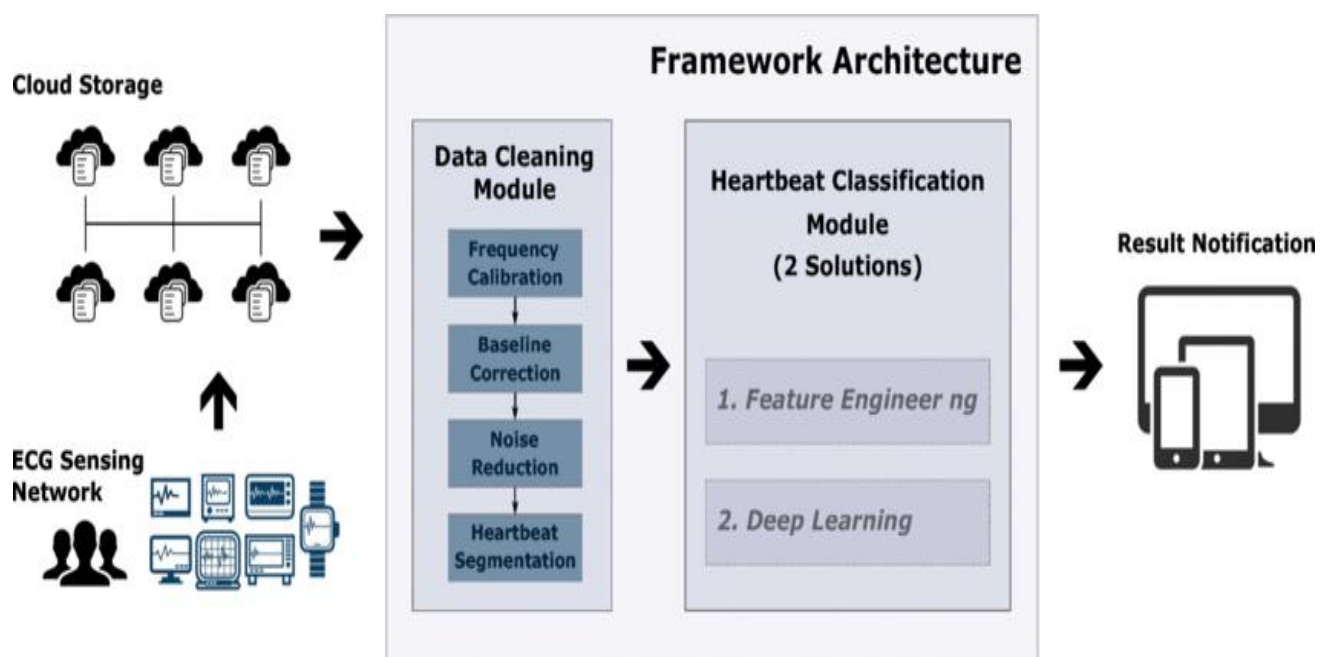 Framework Architecture
Cloud Storage
Data Cleaning
Module
Frequency
Calibration
Baseline
Correction
Noise
Reduction
Heartbeat
Segmentation
Heartbeat Classification
Module
(2 Solutions)
1. Feature Engineer ng
2. Deep Learning
Result Notification
ECG Sensing
Network